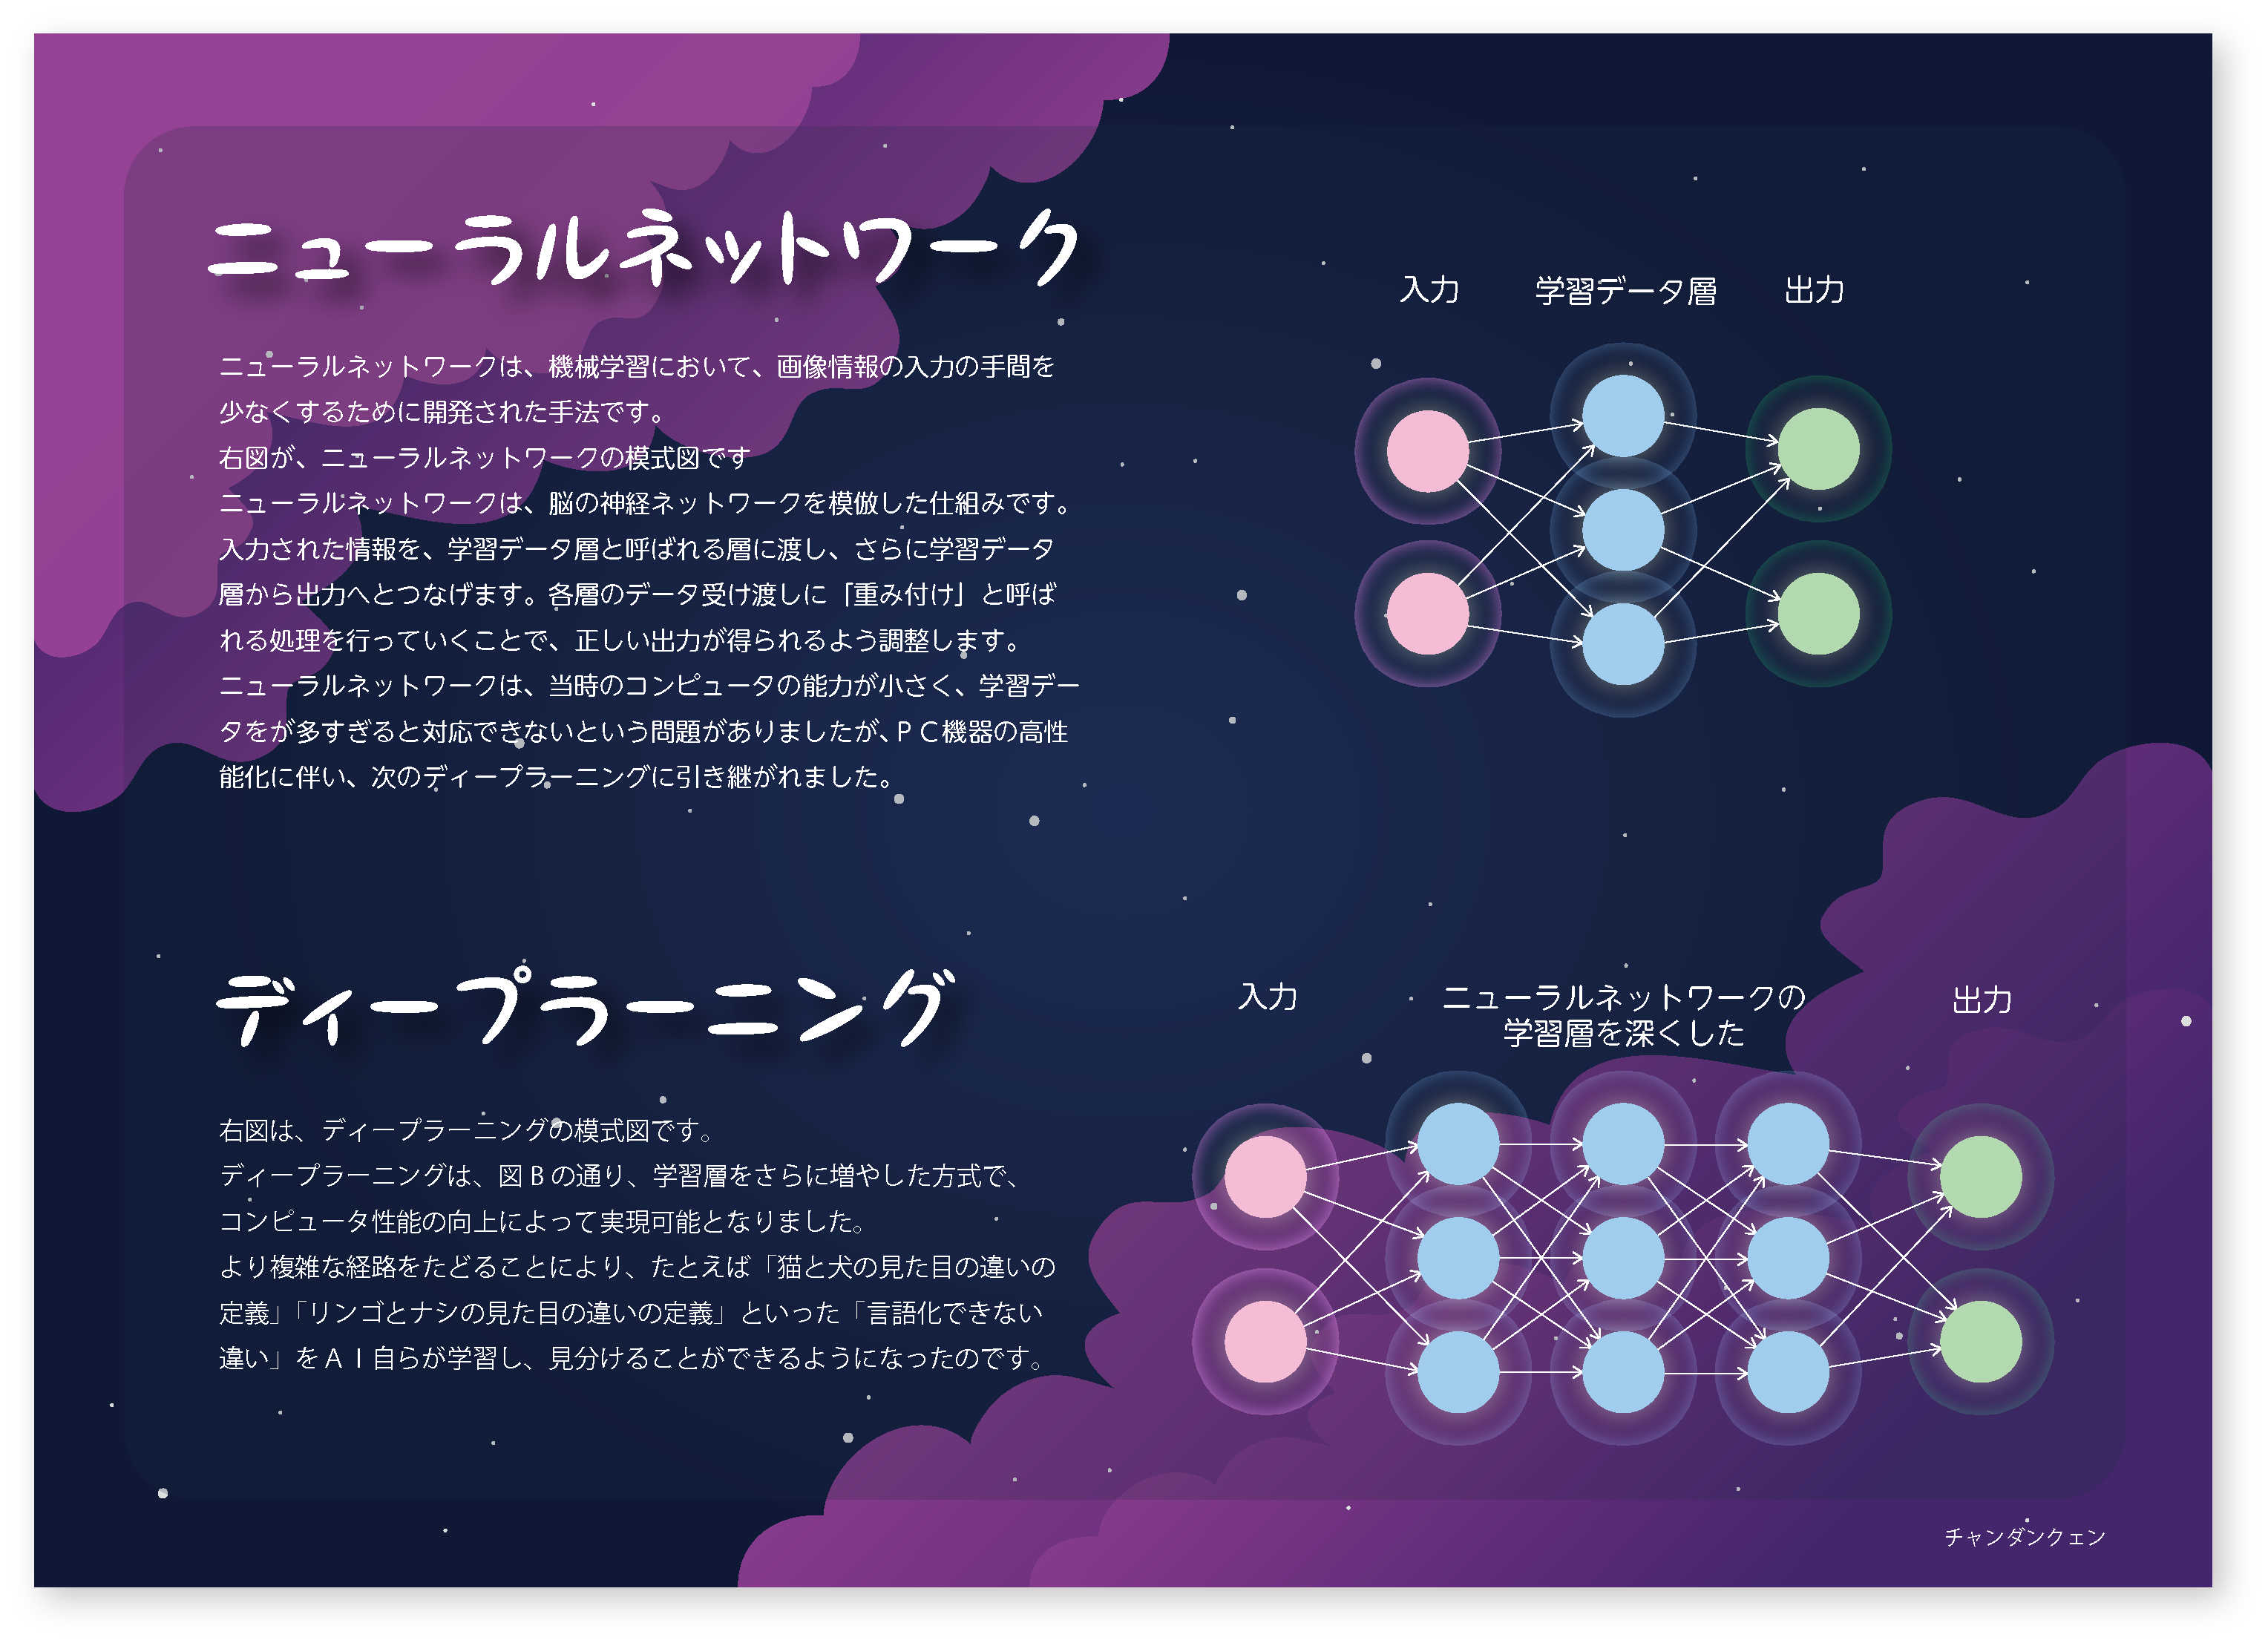 ニューラルネットワーク
ニューラルネットワークは、機械学習において、画像情報の入力の手間を
少なくするために開発された手法です。
右図が、ニューラルネットワークの模式図です
ニューラルネットワークは、脳の神経ネットワークを模倣した仕組みです。
入力された情報を、学習データ層と呼ばれる層に渡し、さらに学習データ
層から出力へとつなげます。各層のデータ受け渡しに「重み付け」と呼ば
れる処理を行っていくことで、正しい出力が得られるよう調整します。
ニューラルネットワークは、当時のコンピュータの能力が小さく、学習デー
タをが多すぎると対応できないという問題がありましたが、ＰＣ機器の高性
能化に伴い、次のディープラーニングに引き継がれました。
入力
学習データ層
出力
ディープラーニング
右図は、ディープラーニングの模式図です。
ディープラーニングは、図 B の通り、学習層をさらに増やした方式で、
コンピュータ性能の向上によって実現可能となりました。
より複雑な経路をたどることにより、たとえば「猫と犬の見た目の違いの
定義」「リンゴとナシの見た目の違いの定義」といった「言語化できない
違い」をＡＩ自らが学習し、見分けることができるようになったのです。
入力
ニューラルネットワークの
学習層を深くした
出力
チャンダンクェン